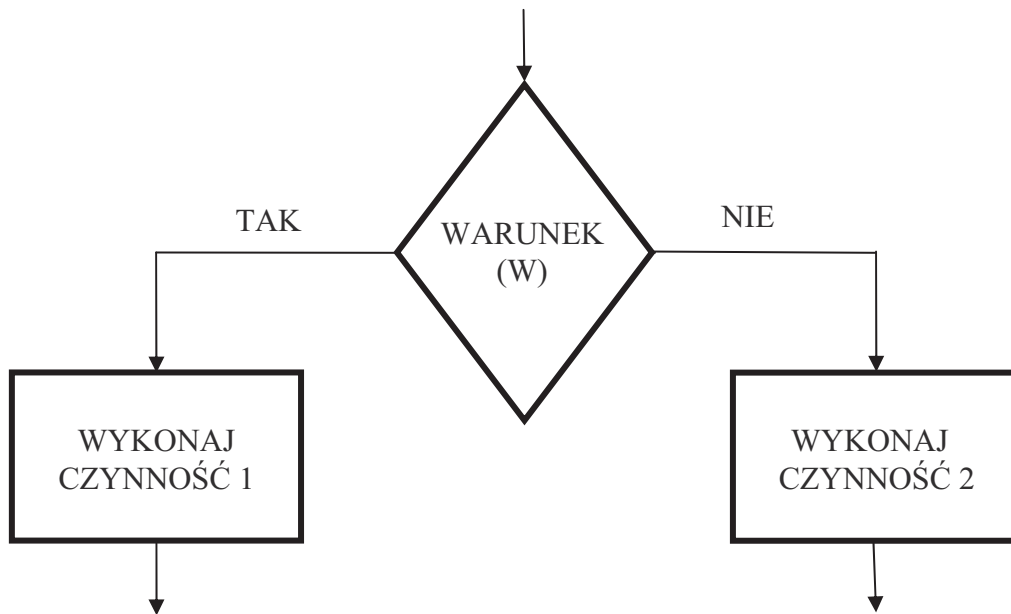 TAK
NIE
WARUNEK
(W)
WYKONAJ
CZYNNOŚĆ 1
WYKONAJ
CZYNNOŚĆ 2